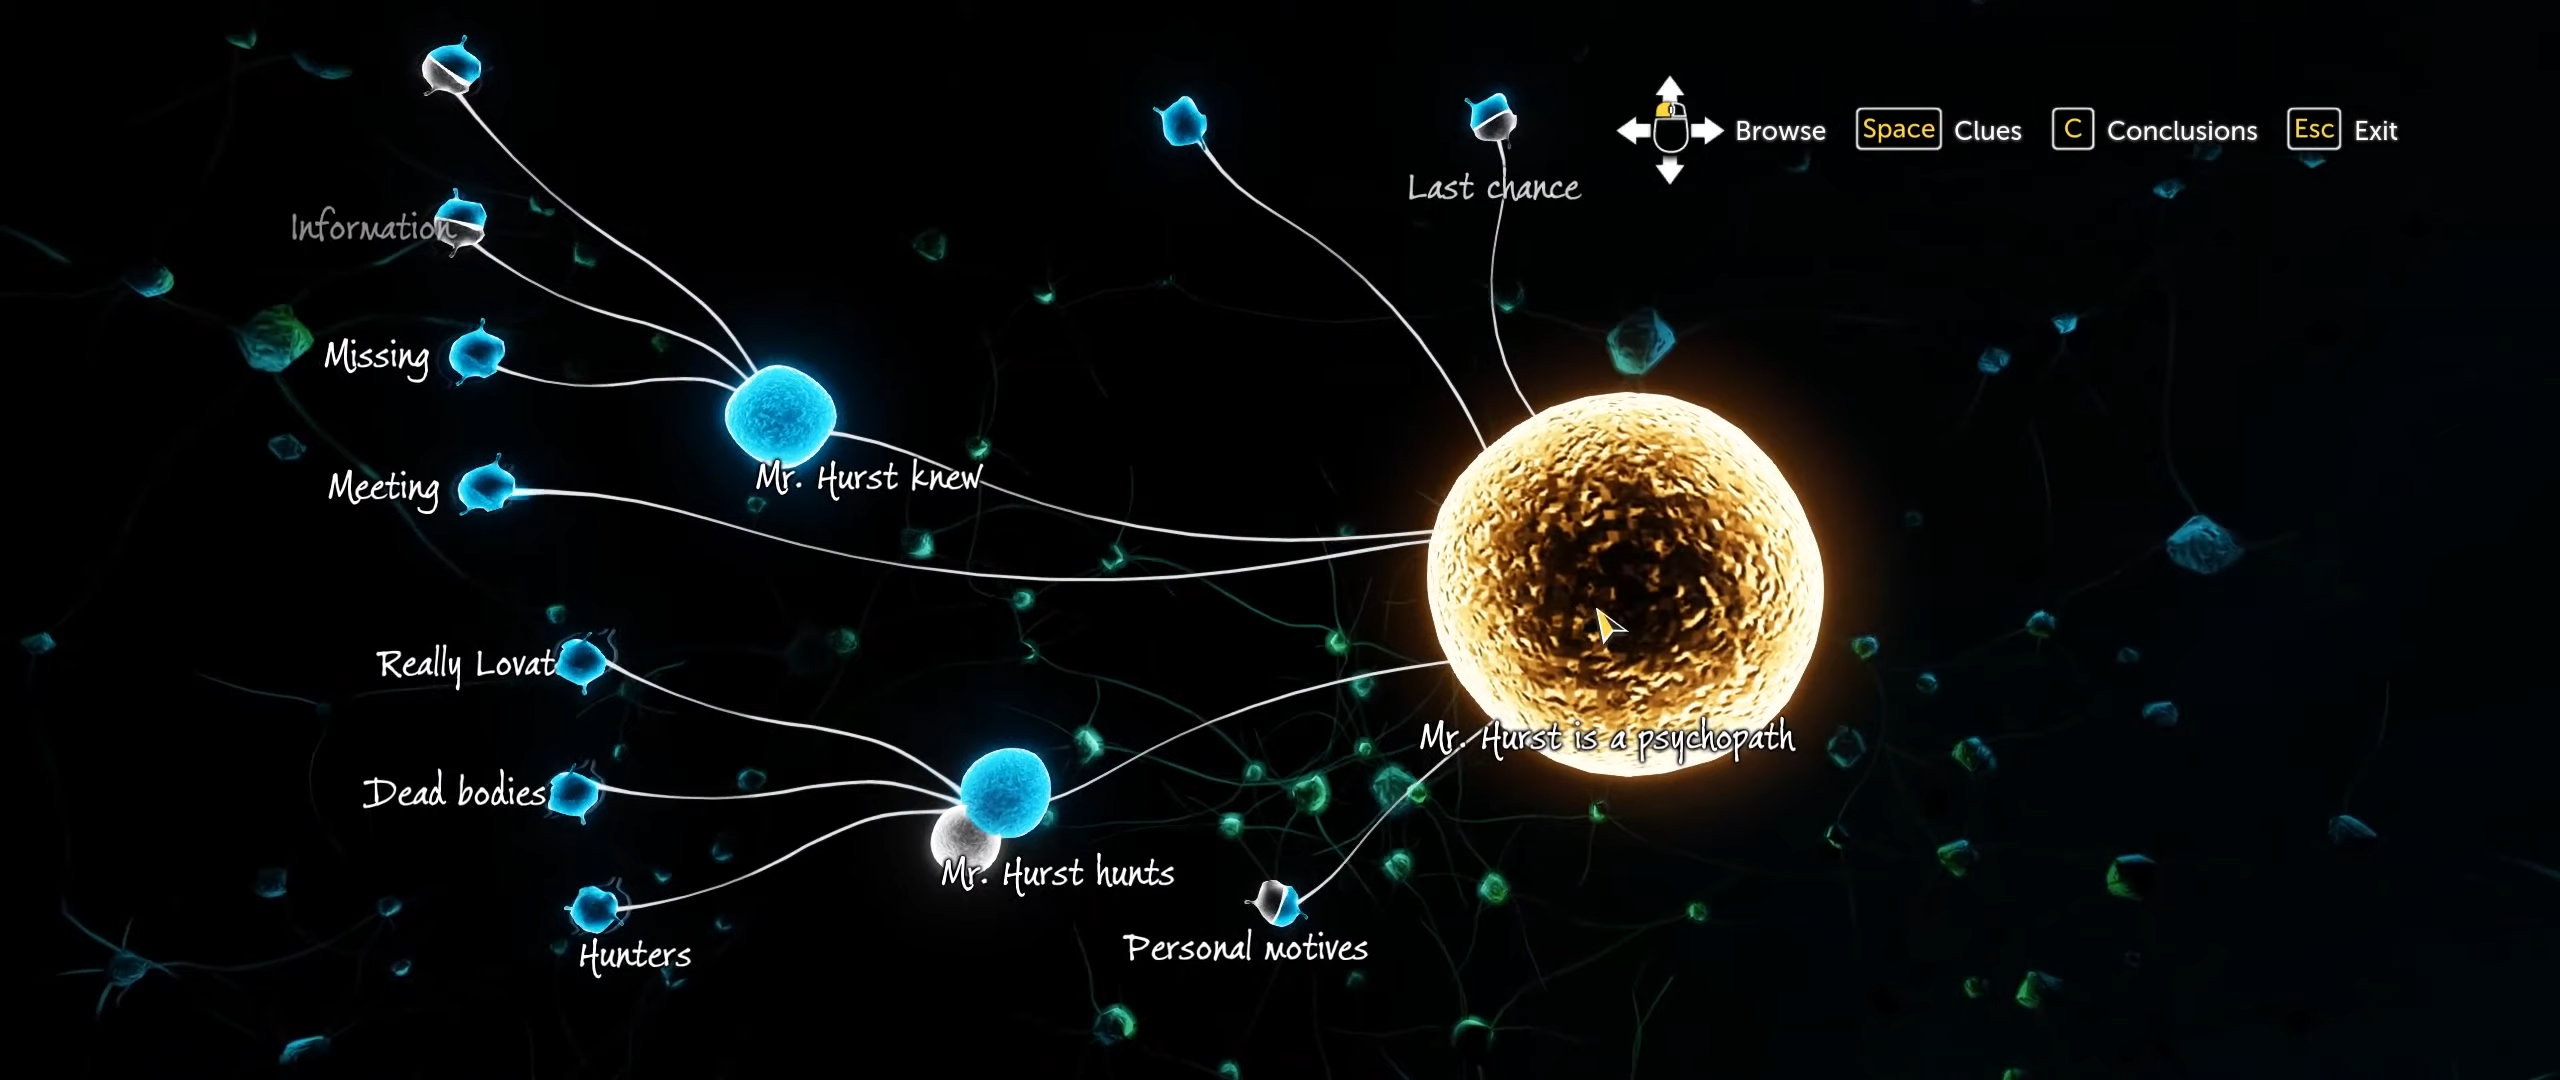 Browse Space Clues C Conclusions Esc Exit
Last chance
Information
Missing
Meeting
Mr. Hurst knew
Really Lovat
Mr. Hurst is a psychopath
Dead bodies
Mr. Hurst hunts
Personal motives
Hunters